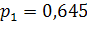 p₁ = 0,645